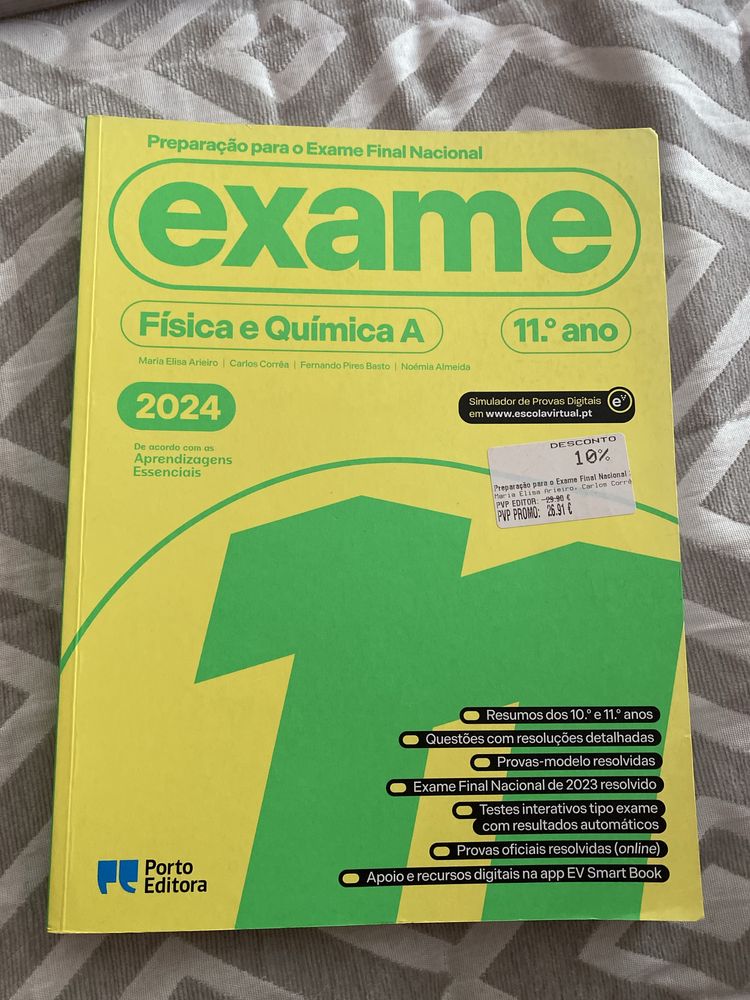 Preparação para o Exame Final Nacional
exame
Física e Química A
11.º ano
Maria Elisa Arieiro | Carlos Corrêa | Fernando Pires Basto | Noémia Almeida
2024
De acordo com as
Aprendizagens
Essenciais
Simulador de Provas Digitais
em www.escolavirtual.pt
e
DESCONTO
10%
Preparação para o Exame Final Nacional
Maria Elisa Arieiro, Carlos Corrê
PVP EDITOR: 29.90 €
PVP PROMO: 26.91 €
11
Resumos dos 10.º e 11.º anos
Questões com resoluções detalhadas
Provas-modelo resolvidas
Exame Final Nacional de 2023 resolvido
Testes interativos tipo exame
com resultados automáticos
Provas oficiais resolvidas (online)
Apoio e recursos digitais na app EV Smart Book
Porto
Editora